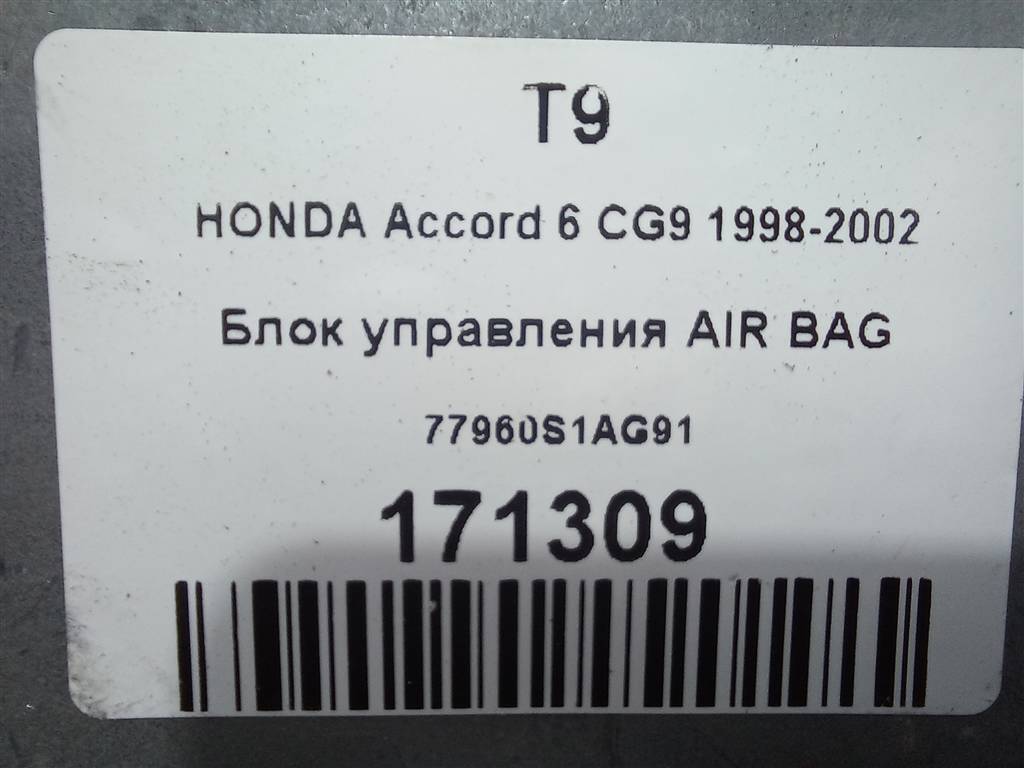 T9
HONDA Accord 6 CG9 1998-2002
Блок управления AIR BAG
77960S1AG91
171309